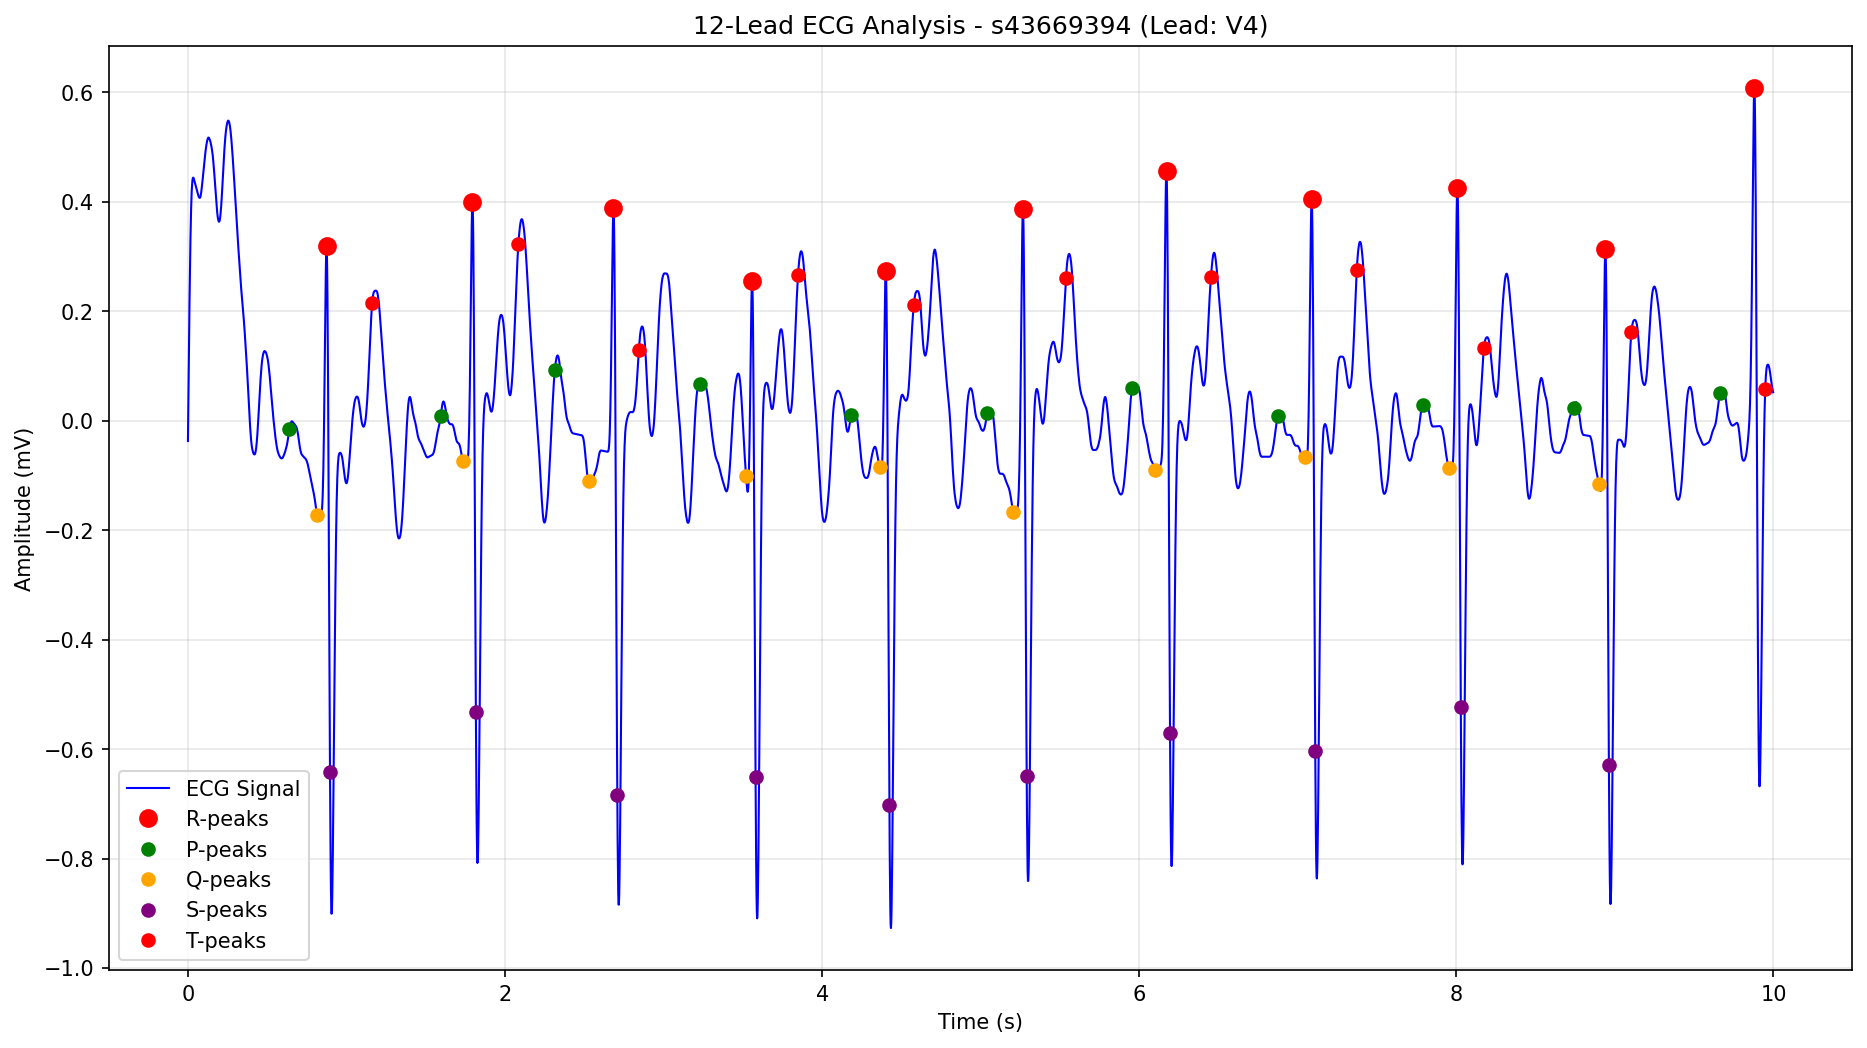 12-Lead ECG Analysis - s43669394 (Lead: V4)
Amplitude (mV)
0.6
0.4
0.2
0.0
−0.2
−0.4
−0.6
−0.8
−1.0
ECG Signal
R-peaks
P-peaks
Q-peaks
S-peaks
T-peaks
0 2 4 6 8 10
Time (s)